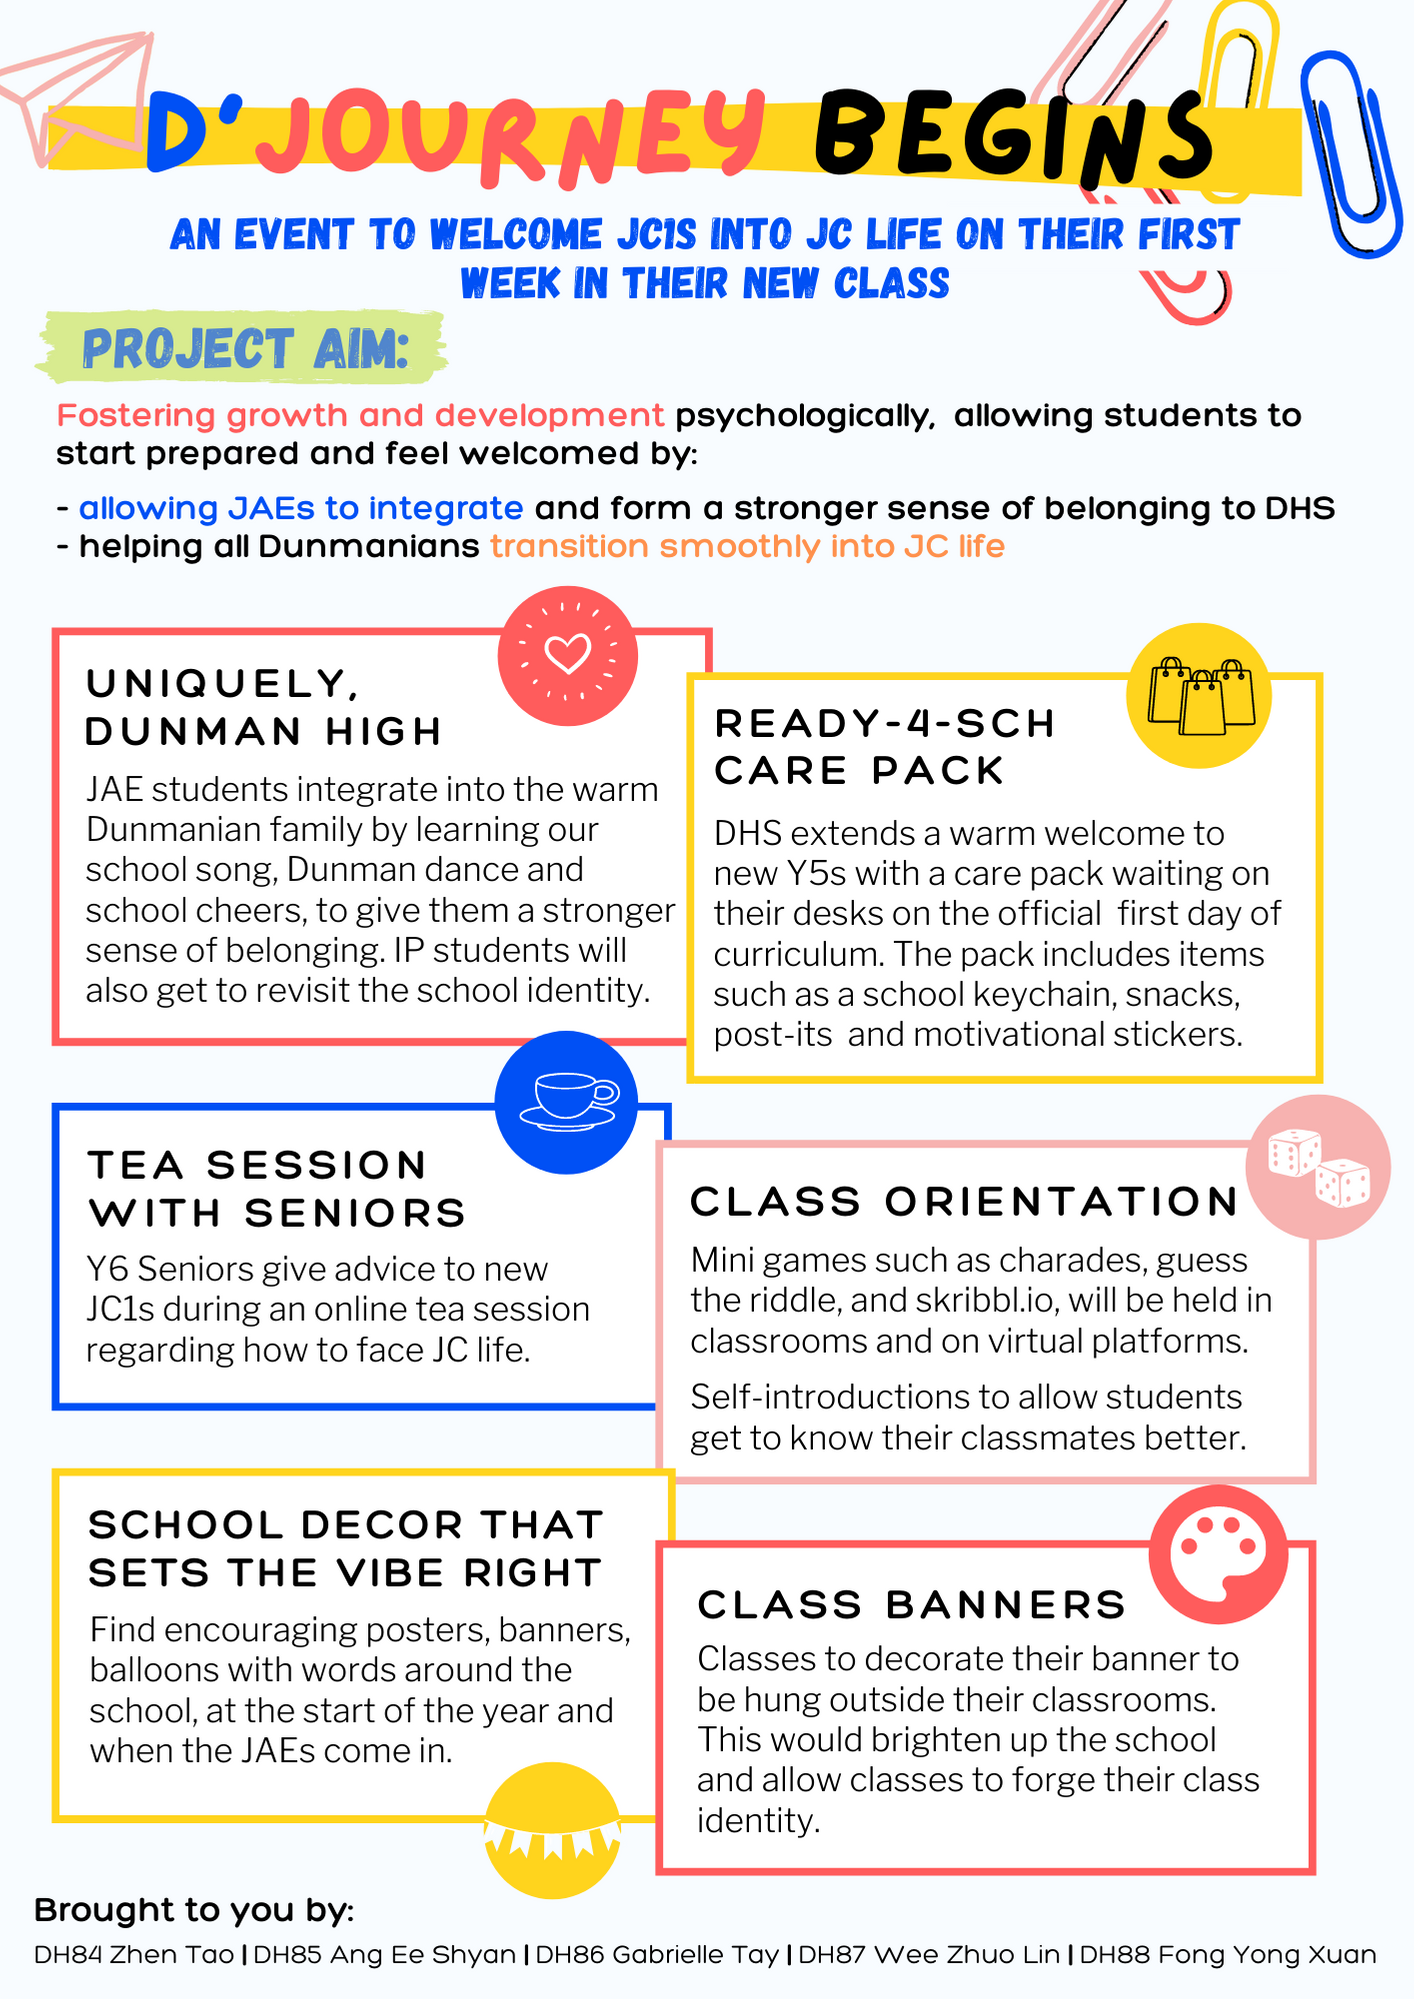 D'JOURNEY BEGINS
AN EVENT TO WELCOME JC1S INTO JC LIFE ON THEIR FIRST
WEEK IN THEIR NEW CLASS
PROJECT AIM:
Fostering growth and development psychologically, allowing students to
start prepared and feel welcomed by:
- allowing JAEs to integrate and form a stronger sense of belonging to DHS
- helping all Dunmanians transition smoothly into JC life
UNIQUELY,
DUNMAN HIGH
JAE students integrate into the warm
Dunmanian family by learning our
school song, Dunman dance and
school cheers, to give them a stronger
sense of belonging. IP students will
also get to revisit the school identity.
READY-4-SCH
CARE PACK
DHS extends a warm welcome to
new Y5s with a care pack waiting on
their desks on the official first day of
curriculum. The pack includes items
such as a school keychain, snacks,
post-its and motivational stickers.
TEA SESSION
WITH SENIORS
Y6 Seniors give advice to new
JC1s during an online tea session
regarding how to face JC life.
CLASS ORIENTATION
Mini games such as charades, guess
the riddle, and skribbl.io, will be held in
classrooms and on virtual platforms.
Self-introductions to allow students
get to know their classmates better.
SCHOOL DECOR THAT
SETS THE VIBE RIGHT
Find encouraging posters, banners,
balloons with words around the
school, at the start of the year and
when the JAEs come in.
CLASS BANNERS
Classes to decorate their banner to
be hung outside their classrooms.
This would brighten up the school
and allow classes to forge their class
identity.
Brought to you by:
DH84 Zhen Tao | DH85 Ang Ee Shyan | DH86 Gabrielle Tay | DH87 Wee Zhuo Lin | DH88 Fong Yong Xuan